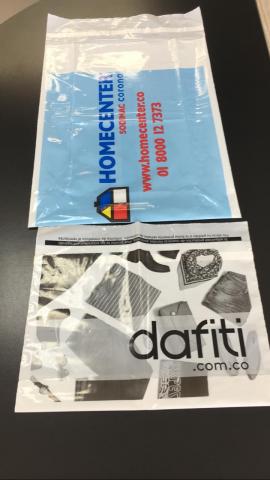 HOMECENTER
SODIMAC corona
www.homecenter.co
01 8000 12 7373
dafiti
.com.co